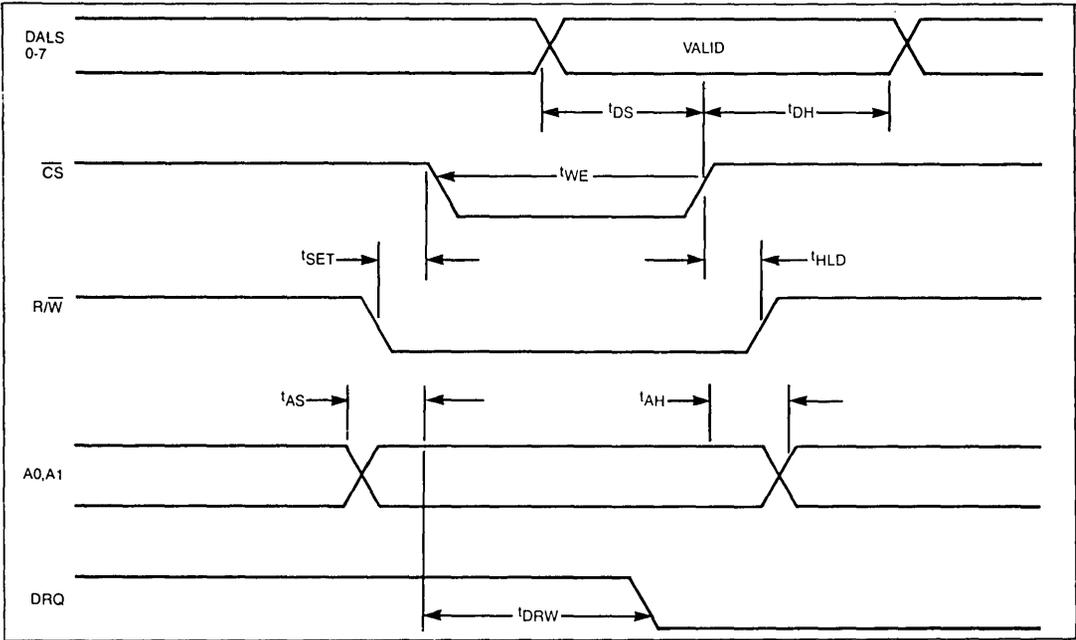 DALS
0-7
VALID
tDS
tDH
CS
tWE
tSET
tHLD
R/W
tAS
tAH
A0,A1
DRQ
tDRW